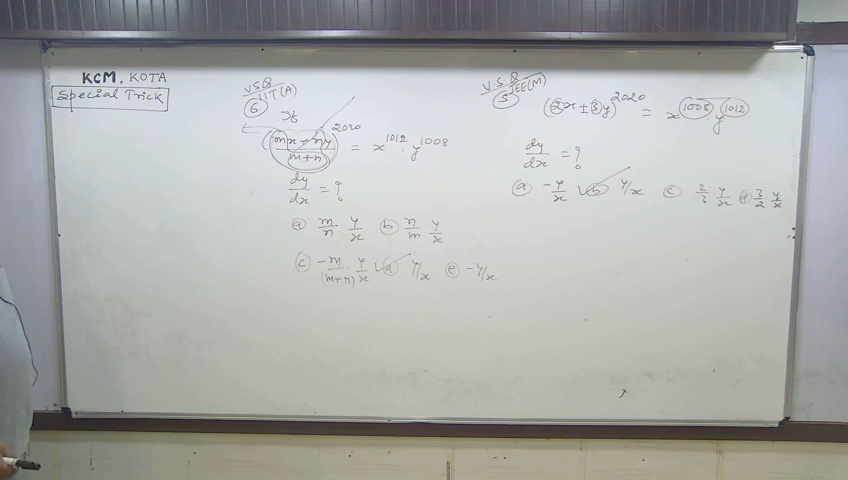 KCM, KOTA
Special Trick
VSQ
IIT(A)
6 If
((mx + ny)/(m+n))^2020 = x^1012 · y^1008
dy/dx = ?
(a) m/n · y/x (b) n/m y/x
(c) -m/(m+n) · y/x (d) y/x (e) -y/x
V.S.Q
JEE(M)
5 (2x ± 3y)^2020 = x^1008 · y^1012
dy/dx = ?
(a) -y/x (b) y/x (c) 2/3 · y/x (d) 3/2 · y/x